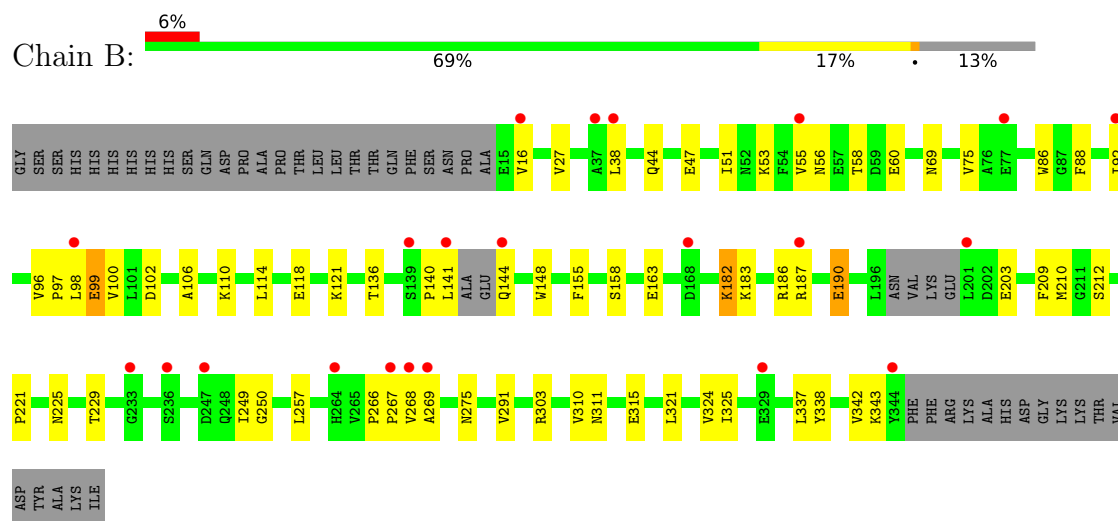 6%
Chain B:
69% 17% • 13%
GLY SER SER HIS HIS HIS HIS HIS HIS SER GLN ASP PRO ALA PRO THR LEU LEU THR THR GLN PHE SER ASN PRO ALA E15 V16 V27 A37 L38 Q44 E47 I51 N52 K53 F54 V55 N56 E57 T58 D59 E60 N69 V75 A76 E77 W86 G87 F88
V96 P97 L98 E99 V100 L101 D102 A106 K110 L114 E118 K121 T136 S139 P140 L141 ALA GLU Q144 W148 F155 S158 E163 D168 K182 K183 R186 R187 E190 L196 ASN VAL LYS GLU L201 D202 E203 F209 M210 G211 S212
P221 N225 T229 G233 S236 D247 Q248 I249 G250 L257 H264 V265 P266 P267 V268 A269 N275 V291 R303 V310 N311 E315 L321 V324 I325 E329 L337 Y338 V342 K343 Y344 PHE PHE ARG LYS ALA HIS ASP GLY LYS LYS THR VAL
ASP TYR ALA LYS ILE